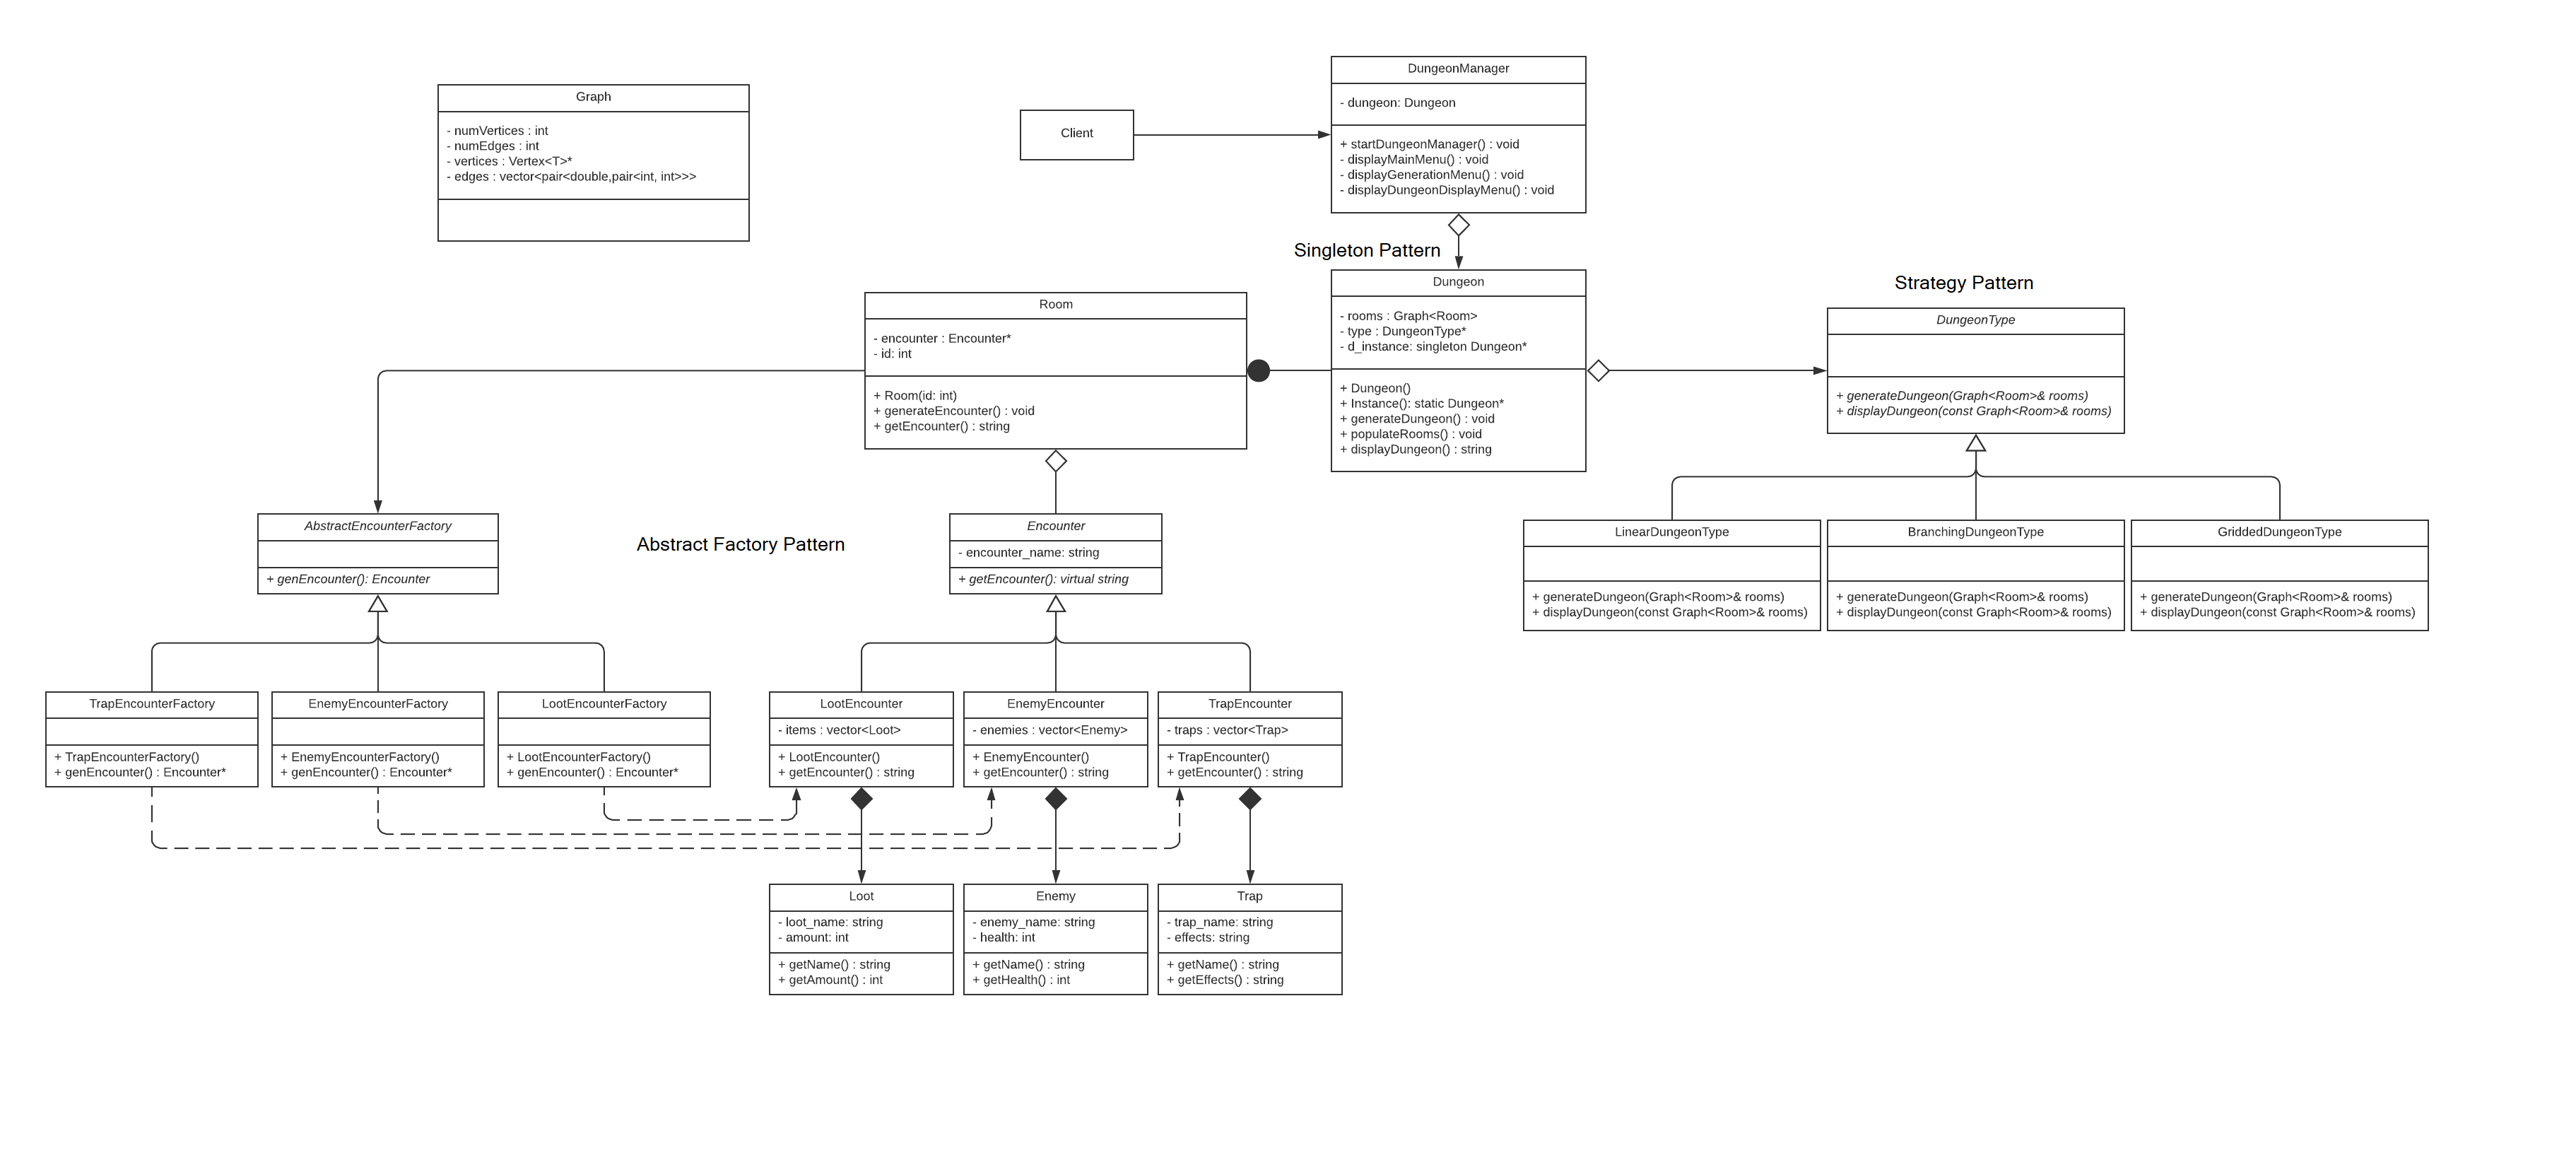 DungeonManager
- dungeon: Dungeon
+ startDungeonManager() : void
- displayMainMenu() : void
- displayGenerationMenu() : void
- displayDungeonDisplayMenu() : void
Graph
- numVertices : int
- numEdges : int
- vertices : Vertex<T>*
- edges : vector<pair<double,pair<int, int>>>
Client
Singleton Pattern
Strategy Pattern
Dungeon
- rooms : Graph<Room>
- type : DungeonType*
- d_instance: singleton Dungeon*
+ Dungeon()
+ Instance(): static Dungeon*
+ generateDungeon() : void
+ populateRooms() : void
+ displayDungeon() : string
Room
- encounter : Encounter*
- id: int
+ Room(id: int)
+ generateEncounter() : void
+ getEncounter() : string
DungeonType
+ generateDungeon(Graph<Room>& rooms)
+ displayDungeon(const Graph<Room>& rooms)
AbstractEncounterFactory
+ genEncounter(): Encounter
Abstract Factory Pattern
Encounter
- encounter_name: string
+ getEncounter(): virtual string
LinearDungeonType
+ generateDungeon(Graph<Room>& rooms)
+ displayDungeon(const Graph<Room>& rooms)
BranchingDungeonType
+ generateDungeon(Graph<Room>& rooms)
+ displayDungeon(const Graph<Room>& rooms)
GriddedDungeonType
+ generateDungeon(Graph<Room>& rooms)
+ displayDungeon(const Graph<Room>& rooms)
TrapEncounterFactory
+ TrapEncounterFactory()
+ genEncounter() : Encounter*
EnemyEncounterFactory
+ EnemyEncounterFactory()
+ genEncounter() : Encounter*
LootEncounterFactory
+ LootEncounterFactory()
+ genEncounter() : Encounter*
LootEncounter
- items : vector<Loot>
+ LootEncounter()
+ getEncounter() : string
EnemyEncounter
- enemies : vector<Enemy>
+ EnemyEncounter()
+ getEncounter() : string
TrapEncounter
- traps : vector<Trap>
+ TrapEncounter()
+ getEncounter() : string
Loot
- loot_name: string
- amount: int
+ getName() : string
+ getAmount() : int
Enemy
- enemy_name: string
- health: int
+ getName() : string
+ getHealth() : int
Trap
- trap_name: string
- effects: string
+ getName() : string
+ getEffects() : string